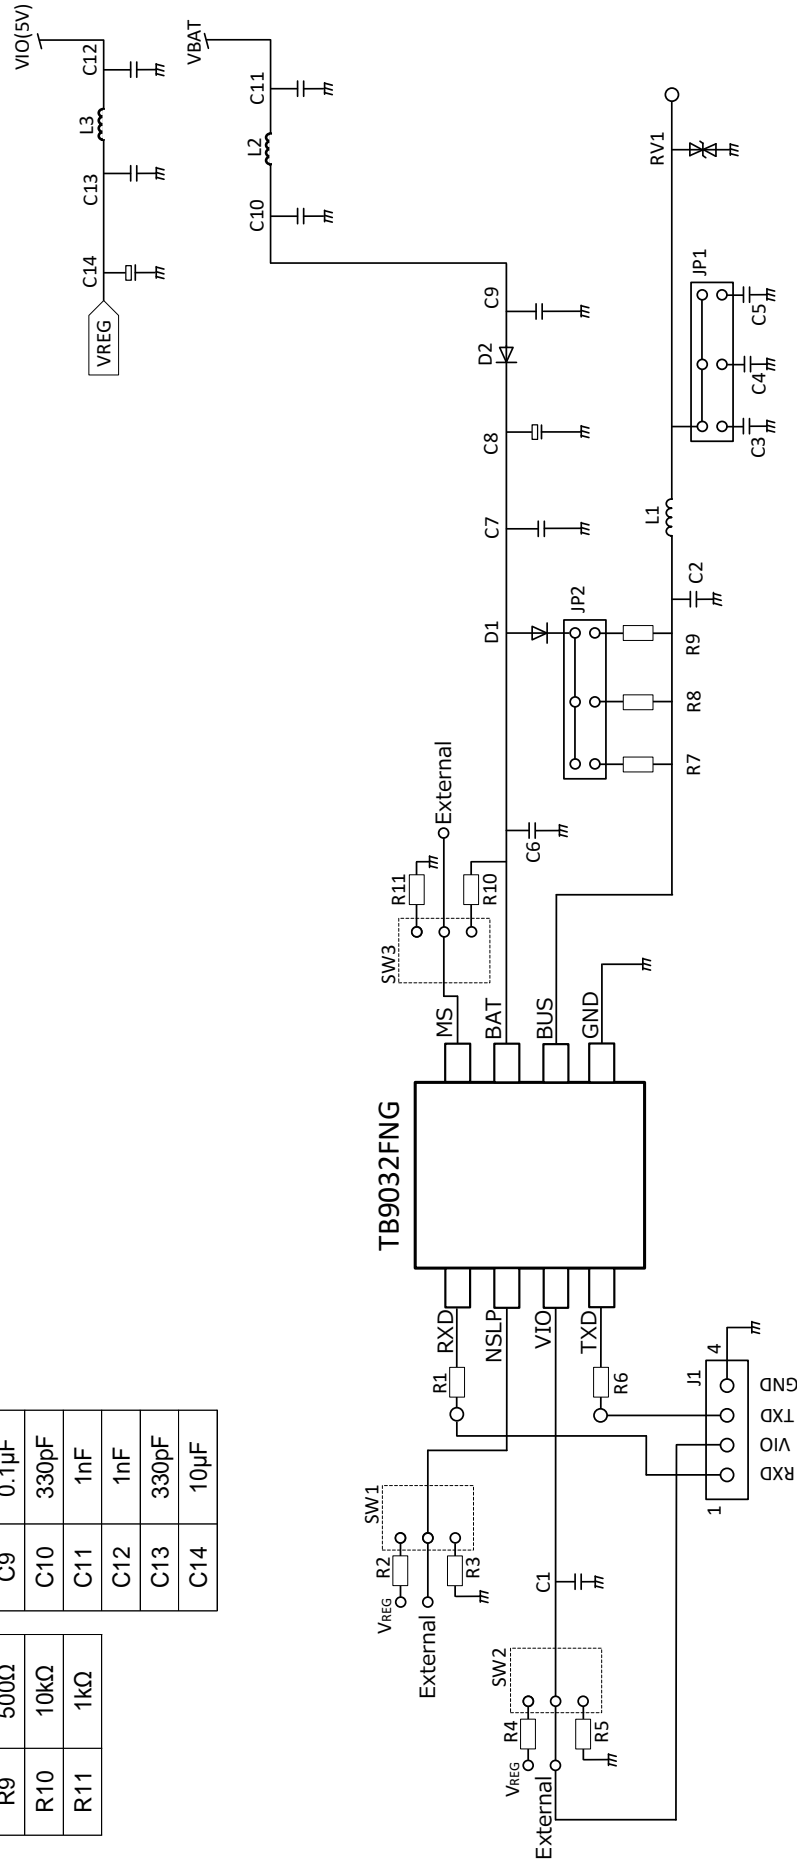 VIO(5V)
C12
L3
C13
C14
VREG
VBAT
C11
L2
C10
C9
D2
C8
C7
D1
JP2
R9
R8
R7
C6
RV1
JP1
C5
C4
C3
L1
C2
External
R11
R10
SW3
MS
BAT
BUS
GND
TB9032FNG
RXD
NSLP
VIO
TXD
R1
R6
J1
4
1
GND
TXD
VIO
RXD
SW1
R2
R3
VREG
External
C1
SW2
R4
R5
VREG
External
C9 0.1μF
C10 330pF
C11 1nF
C12 1nF
C13 330pF
C14 10μF
R9 500Ω
R10 10kΩ
R11 1kΩ